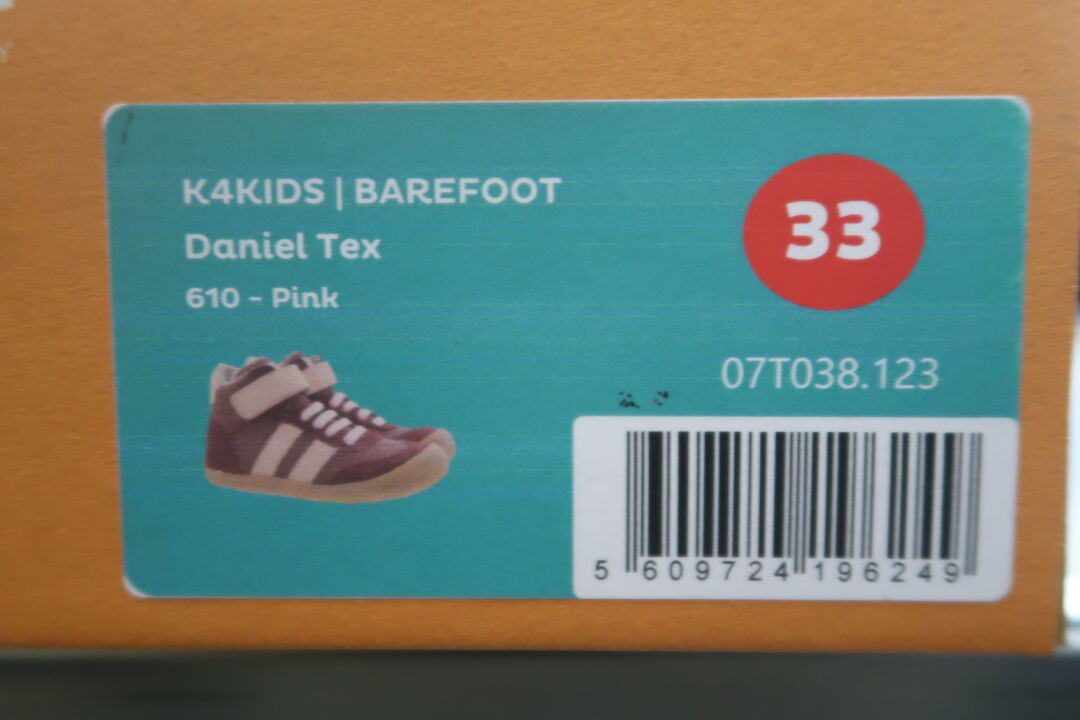 K4KIDS | BAREFOOT
Daniel Tex
610 - Pink
33
07T038.123
5 609724 196249